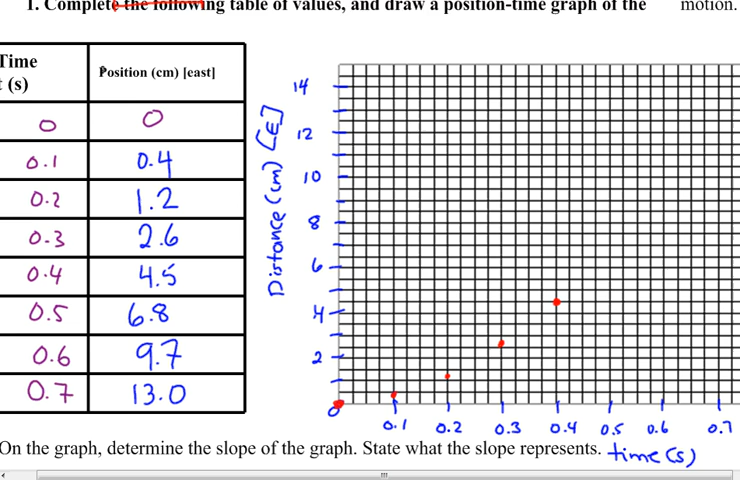 1. Complete the following table of values, and draw a position-time graph of the motion.
Time
t (s)
Position (cm) [east]
0 0
0.1 0.4
0.2 1.2
0.3 2.6
0.4 4.5
0.5 6.8
0.6 9.7
0.7 13.0
Distance (cm) [E]
14
12
10
8
6
4
2
0
0.1 0.2 0.3 0.4 0.5 0.6 0.7
time (s)
On the graph, determine the slope of the graph. State what the slope represents.